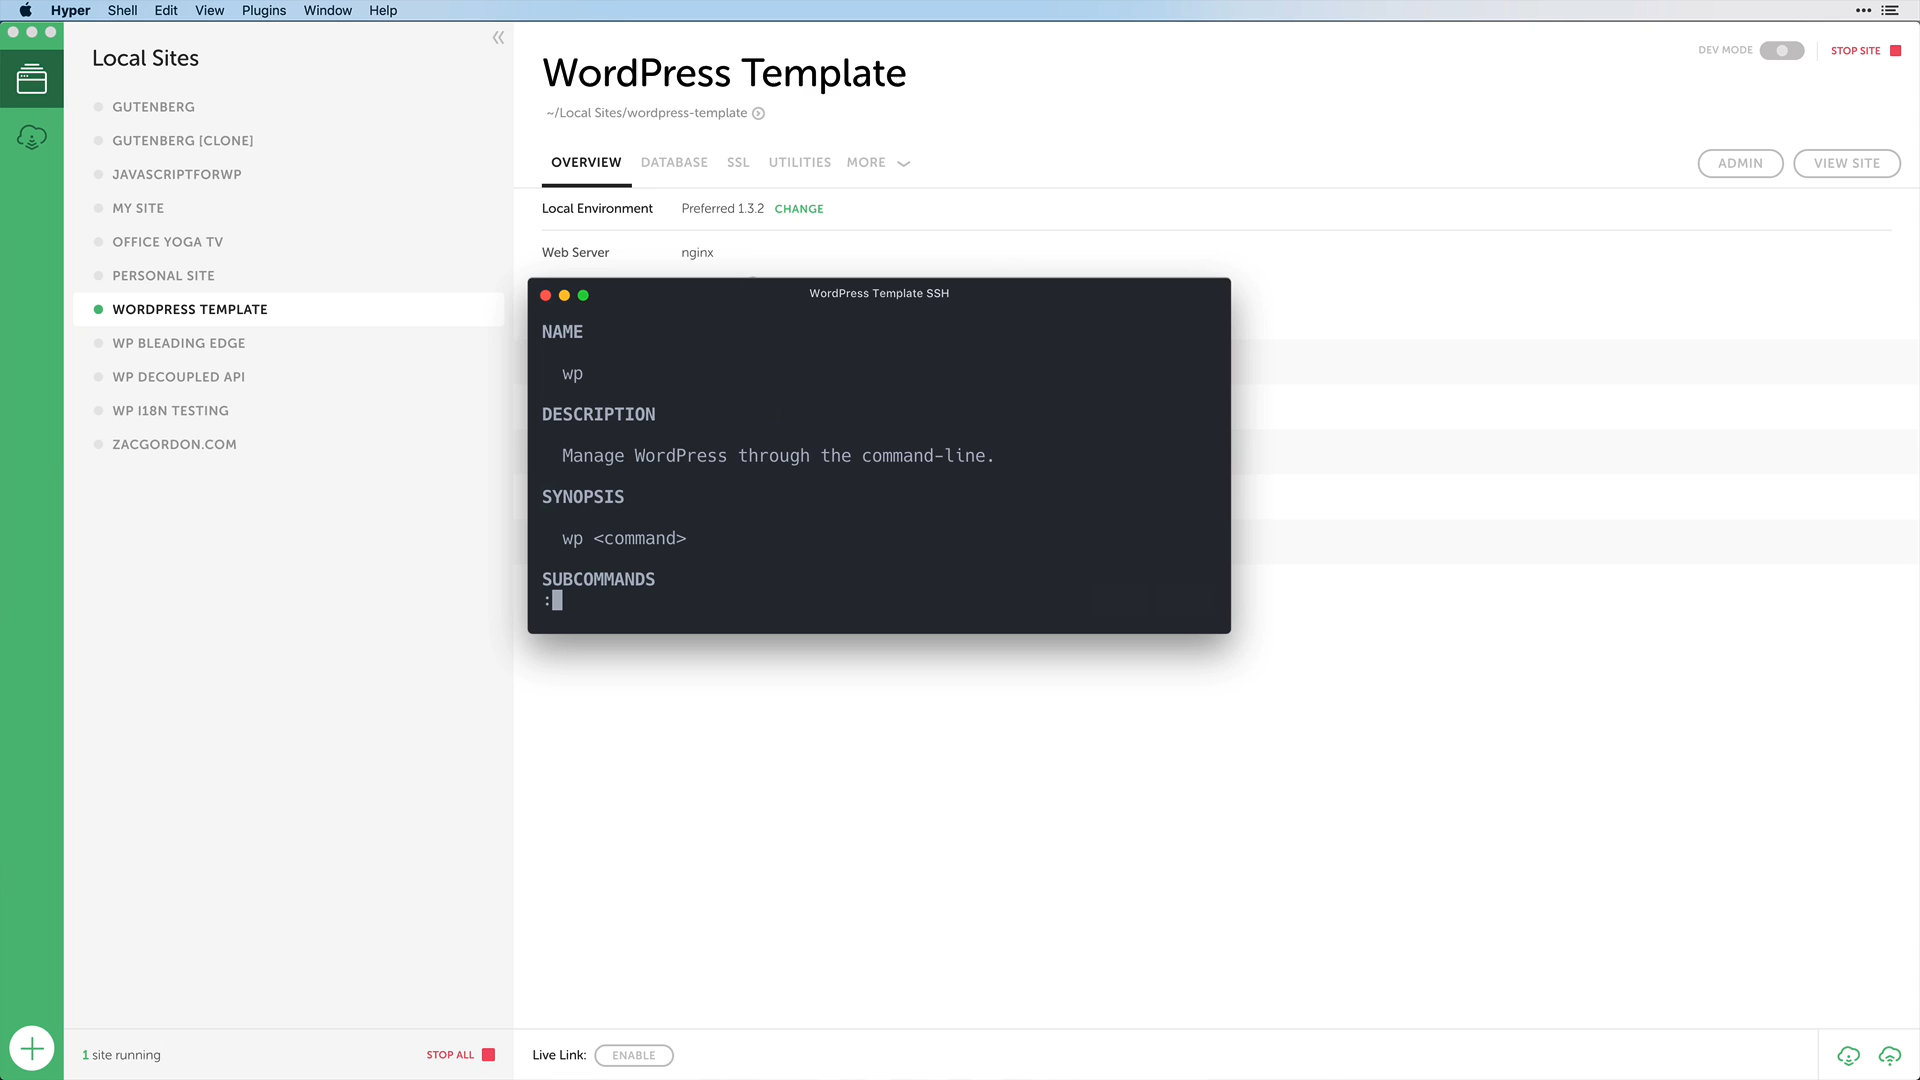 Hyper Shell Edit View Plugins Window Help
Local Sites
GUTENBERG
GUTENBERG [CLONE]
JAVASCRIPTFORWP
MY SITE
OFFICE YOGA TV
PERSONAL SITE
WORDPRESS TEMPLATE
WP BLEADING EDGE
WP DECOUPLED API
WP I18N TESTING
ZACGORDON.COM
1 site running
STOP ALL
WordPress Template
~/Local Sites/wordpress-template
DEV MODE
STOP SITE
OVERVIEW DATABASE SSL UTILITIES MORE
ADMIN
VIEW SITE
Local Environment Preferred 1.3.2 CHANGE
Web Server nginx
WordPress Template SSH
NAME
wp
DESCRIPTION
Manage WordPress through the command-line.
SYNOPSIS
wp <command>
SUBCOMMANDS
:
Live Link: ENABLE